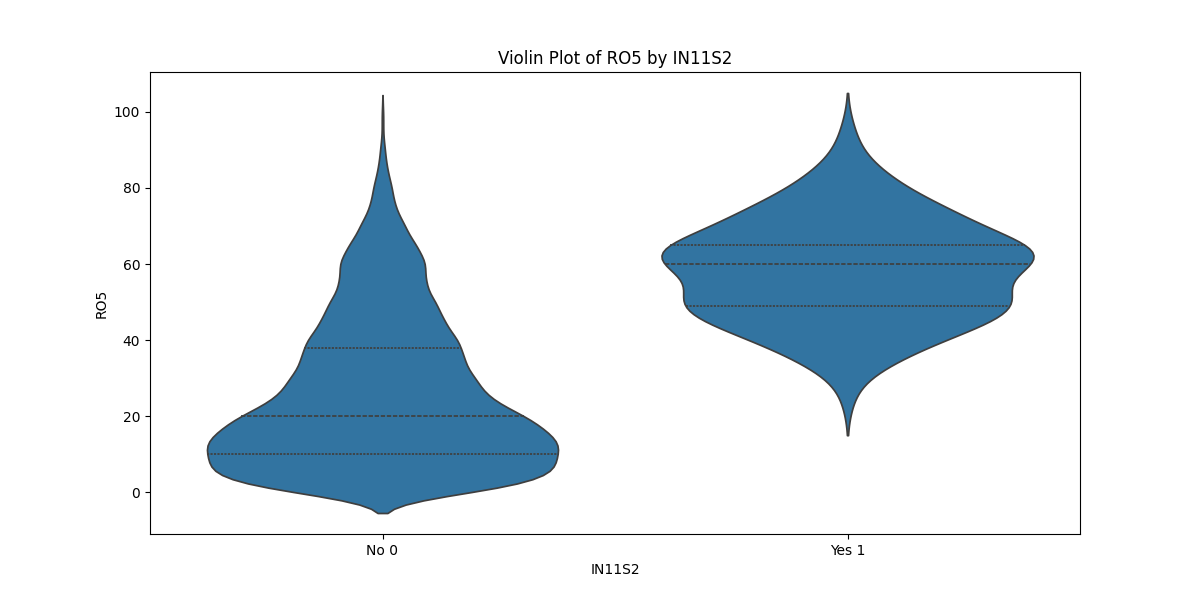 Violin Plot of RO5 by IN11S2
100
80
60
40
20
0
RO5
No 0
Yes 1
IN11S2